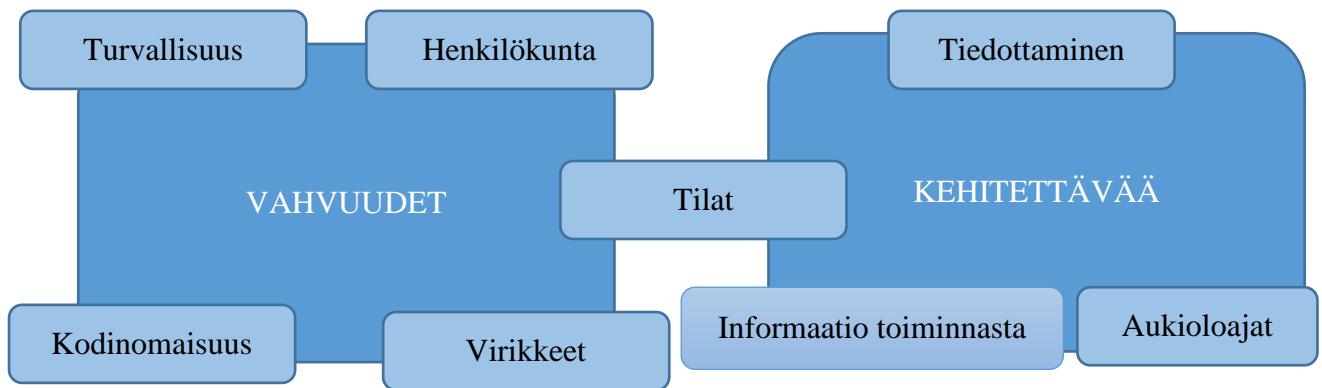 Turvallisuus
Henkilökunta
Tiedottaminen
VAHVUUDET
Tilat
KEHITETTÄVÄÄ
Kodinomaisuus
Virikkeet
Informaatio toiminnasta
Aukioloajat